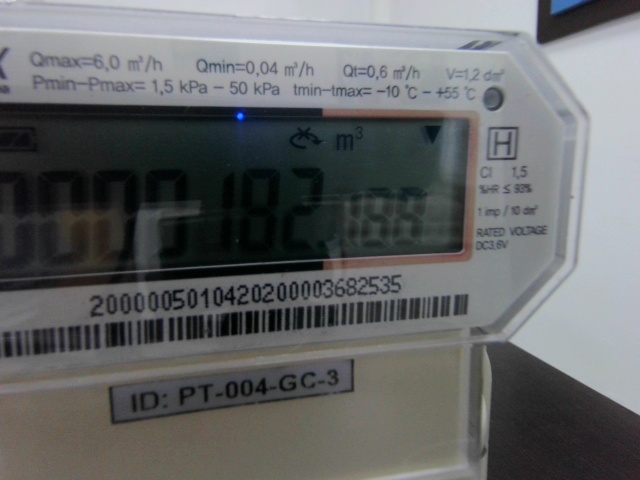 X Qmax=6,0 m³/h Qmin=0,04 m³/h Qt=0,6 m³/h V=1,2 dm³
Pmin-Pmax= 1,5 kPa - 50 kPa tmin-tmax= -10 °C - +55 °C
m³
0000182.188
H
Cl 1,5
%HR ≤ 93%
1 imp / 10 dm³
RATED VOLTAGE
DC3,6V
20000050104202000003682535
ID: PT-004-GC-3